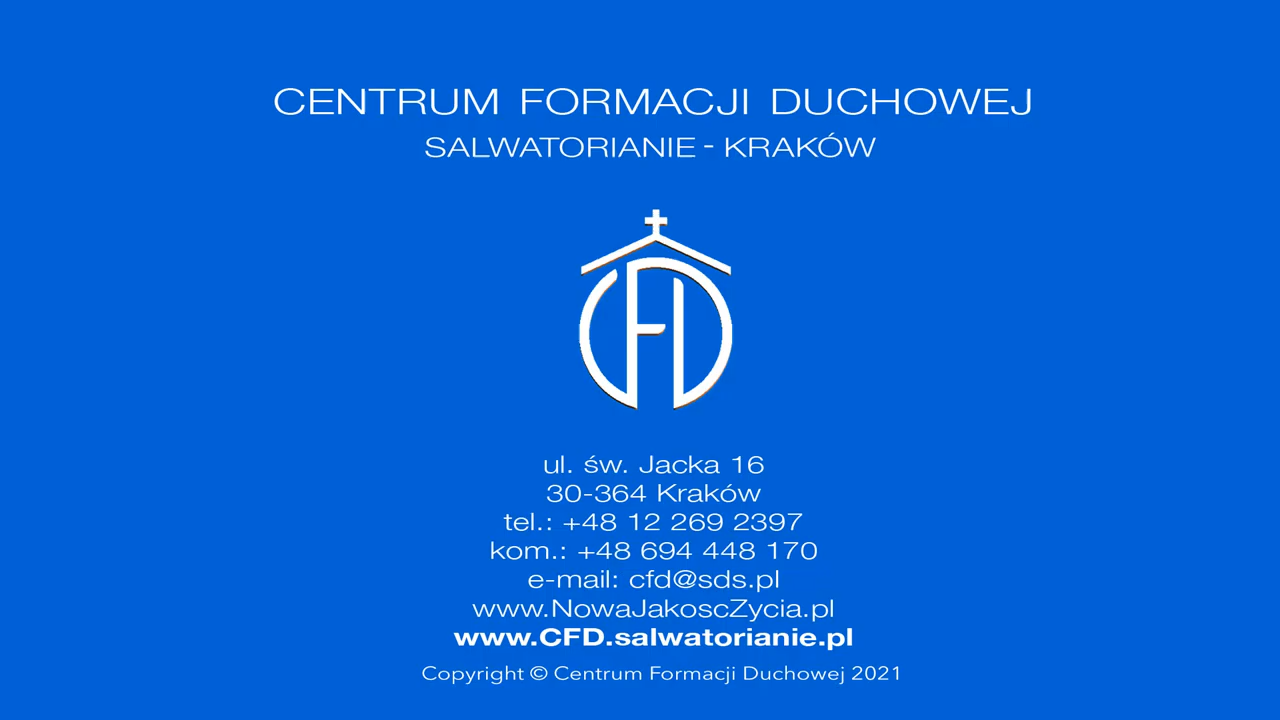 CENTRUM FORMACJI DUCHOWEJ
SALWATORIANIE - KRAKÓW
CFD
ul. św. Jacka 16
30-364 Kraków
tel.: +48 12 269 2397
kom.: +48 694 448 170
e-mail: cfd@sds.pl
www.NowaJakoscZycia.pl
www.CFD.salwatorianie.pl
Copyright © Centrum Formacji Duchowej 2021